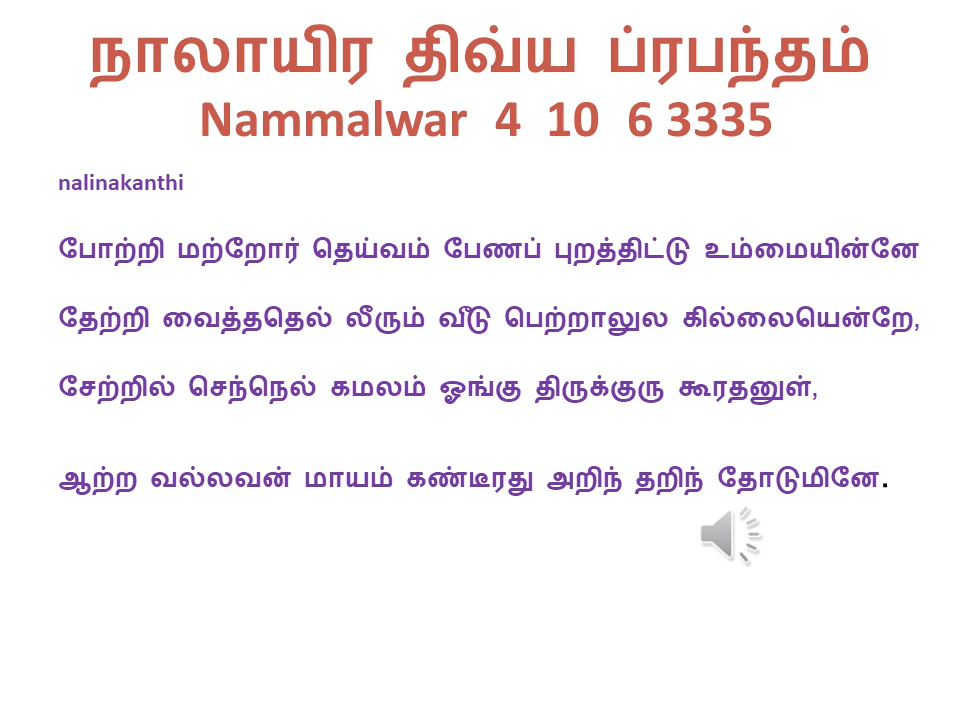 நாலாயிர திவ்ய ப்ரபந்தம்
Nammalwar 4 10 6 3335
nalinakanthi
போற்றி மற்றோர் தெய்வம் பேணப் புறத்திட்டு உம்மையின்னே
தேற்றி வைத்ததெல் லீரும் வீடு பெற்றாலுல கில்லையென்றே,
சேற்றில் செந்நெல் கமலம் ஓங்கு திருக்குரு கூரதனுள்,
ஆற்ற வல்லவன் மாயம் கண்டீரது அறிந் தறிந் தோடுமினே.